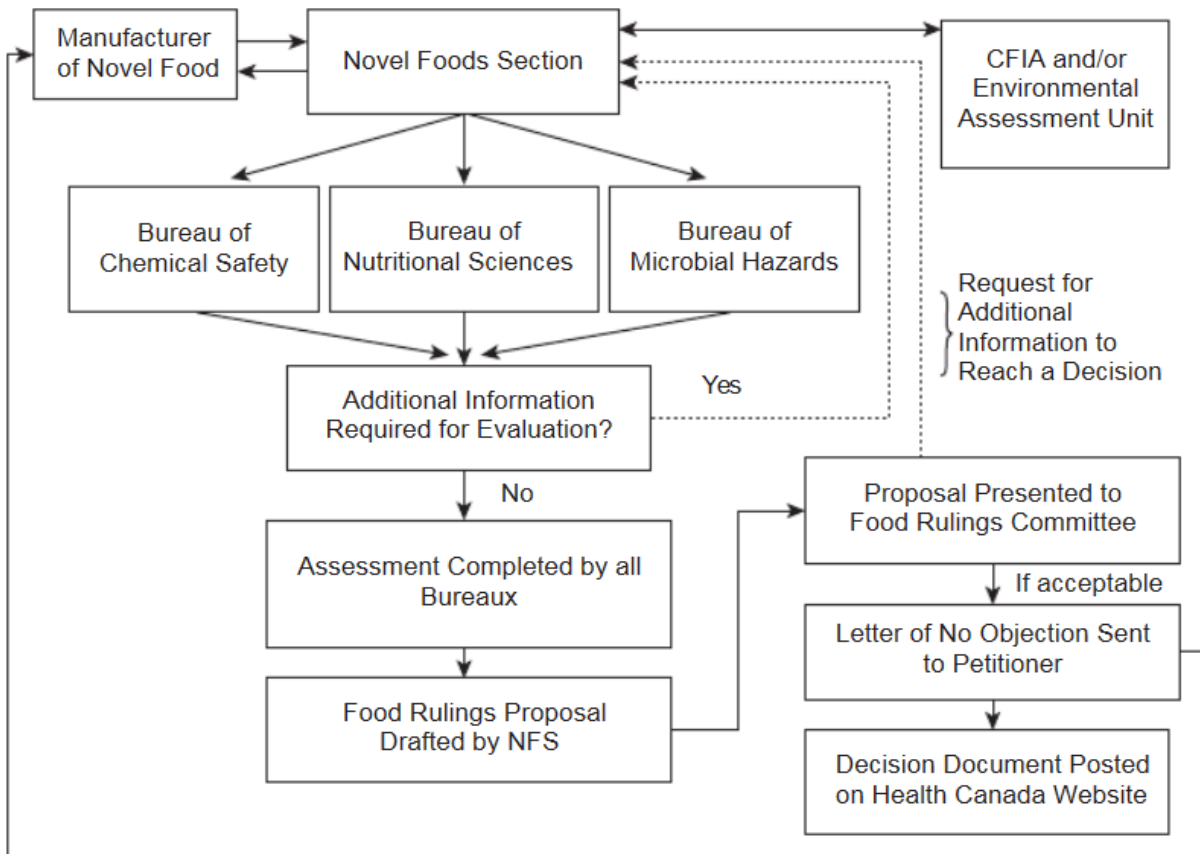 Manufacturer
of Novel Food
Novel Foods Section
CFIA and/or
Environmental
Assessment Unit
Bureau of
Chemical Safety
Bureau of
Nutritional Sciences
Bureau of
Microbial Hazards
Request for
Additional
Information to
Reach a Decision
Additional Information
Required for Evaluation?
Yes
No
Proposal Presented to
Food Rulings Committee
Assessment Completed by all
Bureaux
If acceptable
Letter of No Objection Sent
to Petitioner
Food Rulings Proposal
Drafted by NFS
Decision Document Posted
on Health Canada Website